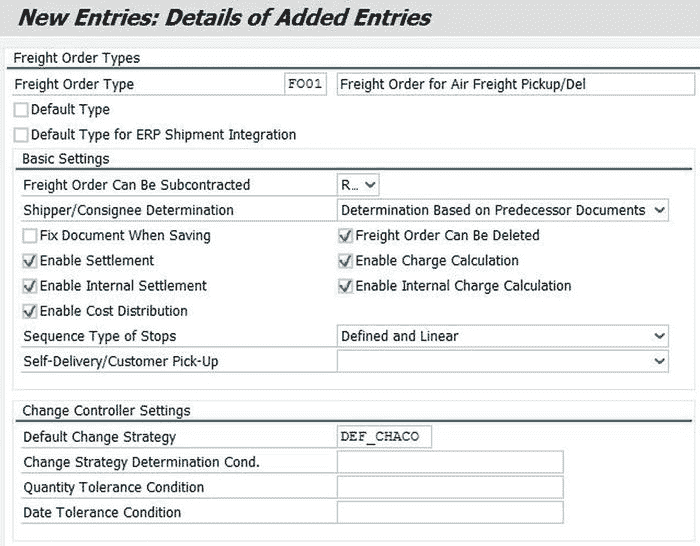 New Entries: Details of Added Entries
Freight Order Types
Freight Order Type FO01 Freight Order for Air Freight Pickup/Del
Default Type
Default Type for ERP Shipment Integration
Basic Settings
Freight Order Can Be Subcontracted R...
Shipper/Consignee Determination Determination Based on Predecessor Documents
Fix Document When Saving Freight Order Can Be Deleted
Enable Settlement Enable Charge Calculation
Enable Internal Settlement Enable Internal Charge Calculation
Enable Cost Distribution
Sequence Type of Stops Defined and Linear
Self-Delivery/Customer Pick-Up
Change Controller Settings
Default Change Strategy DEF_CHACO
Change Strategy Determination Cond.
Quantity Tolerance Condition
Date Tolerance Condition